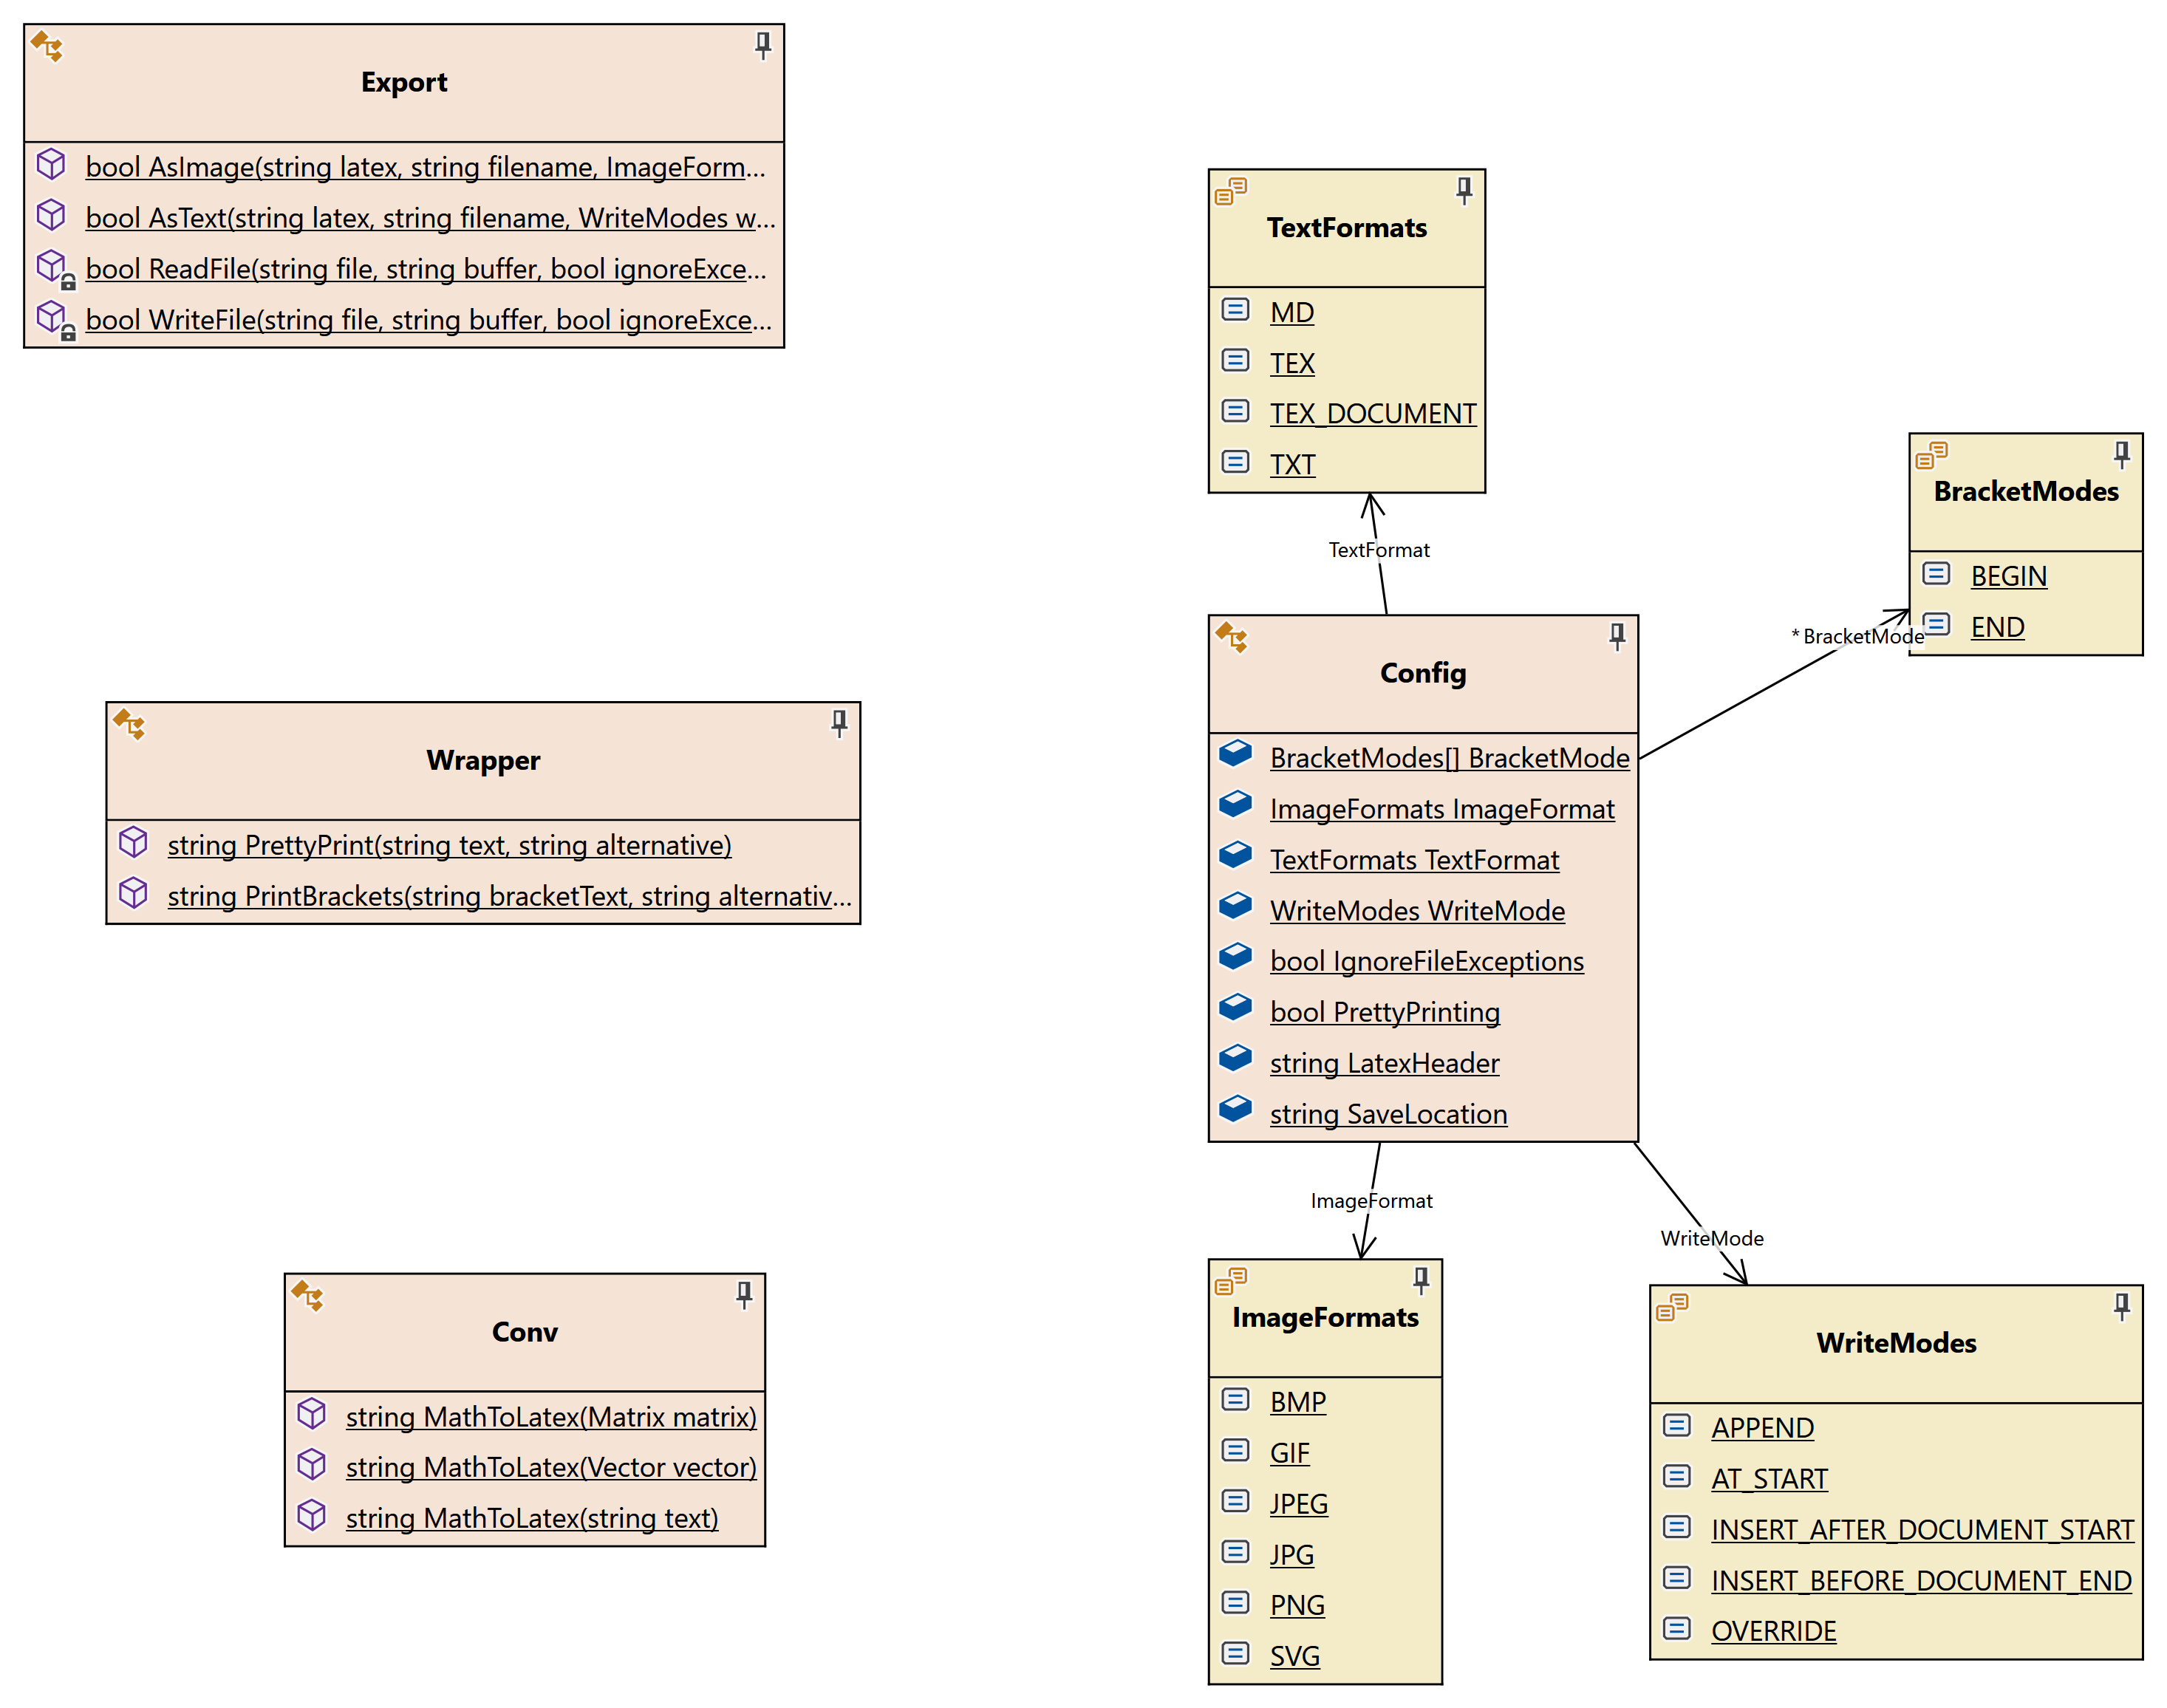 Export
bool AsImage(string latex, string filename, ImageForm...
bool AsText(string latex, string filename, WriteModes w...
bool ReadFile(string file, string buffer, bool ignoreExce...
bool WriteFile(string file, string buffer, bool ignoreExce...
TextFormats
MD
TEX
TEX_DOCUMENT
TXT
TextFormat
BracketModes
BEGIN
END
* BracketMode
Wrapper
string PrettyPrint(string text, string alternative)
string PrintBrackets(string bracketText, string alternativ...
Config
BracketModes[] BracketMode
ImageFormats ImageFormat
TextFormats TextFormat
WriteModes WriteMode
bool IgnoreFileExceptions
bool PrettyPrinting
string LatexHeader
string SaveLocation
ImageFormat
WriteMode
Conv
string MathToLatex(Matrix matrix)
string MathToLatex(Vector vector)
string MathToLatex(string text)
ImageFormats
BMP
GIF
JPEG
JPG
PNG
SVG
WriteModes
APPEND
AT_START
INSERT_AFTER_DOCUMENT_START
INSERT_BEFORE_DOCUMENT_END
OVERRIDE